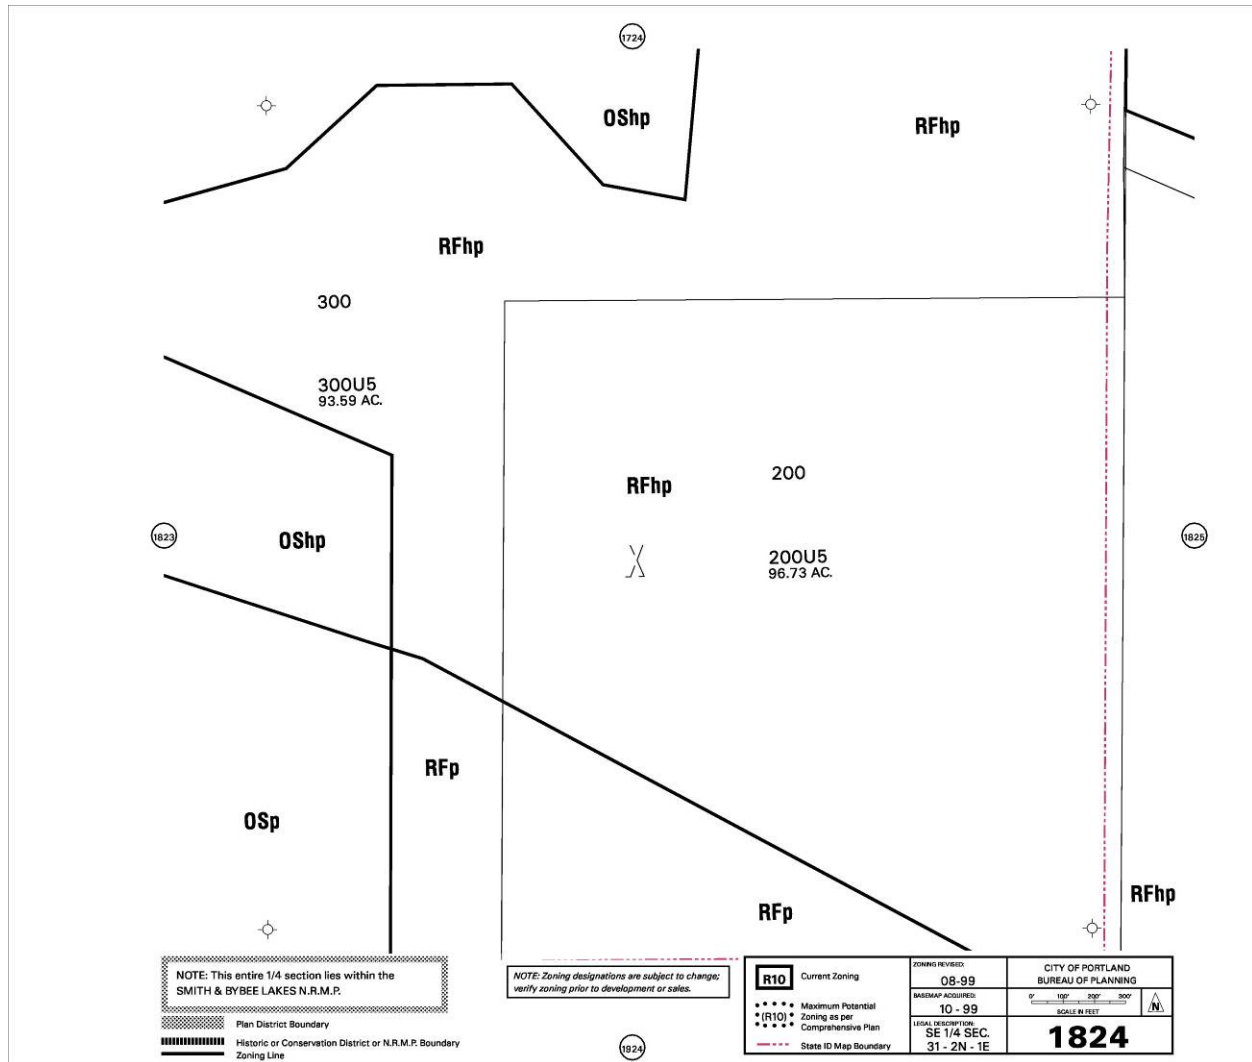 1724
OShp
RFhp
RFhp
300
300U5
93.59 AC.
RFhp
200
1823
OShp
1825
200U5
96.73 AC.
RFp
OSp
RFhp
RFp
NOTE: This entire 1/4 section lies within the
SMITH & BYBEE LAKES N.R.M.P.
Plan District Boundary
Historic or Conservation District or N.R.M.P. Boundary
Zoning Line
NOTE: Zoning designations are subject to change;
verify zoning prior to development or sales.
1924
R10 Current Zoning
(R10) Maximum Potential
Zoning as per
Comprehensive Plan
State ID Map Boundary
ZONING REVISED:
08-99
BASEMAP ACQUIRED:
10 - 99
LEGAL DESCRIPTION:
SE 1/4 SEC.
31 - 2N - 1E
CITY OF PORTLAND
BUREAU OF PLANNING
0' 100' 200' 300'
SCALE IN FEET
N
1824